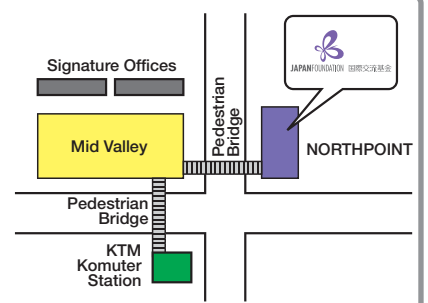 JAPANFOUNDATION 国際交流基金
Signature Offices
Mid Valley
Pedestrian
Bridge
NORTHPOINT
Pedestrian
Bridge
KTM
Komuter
Station